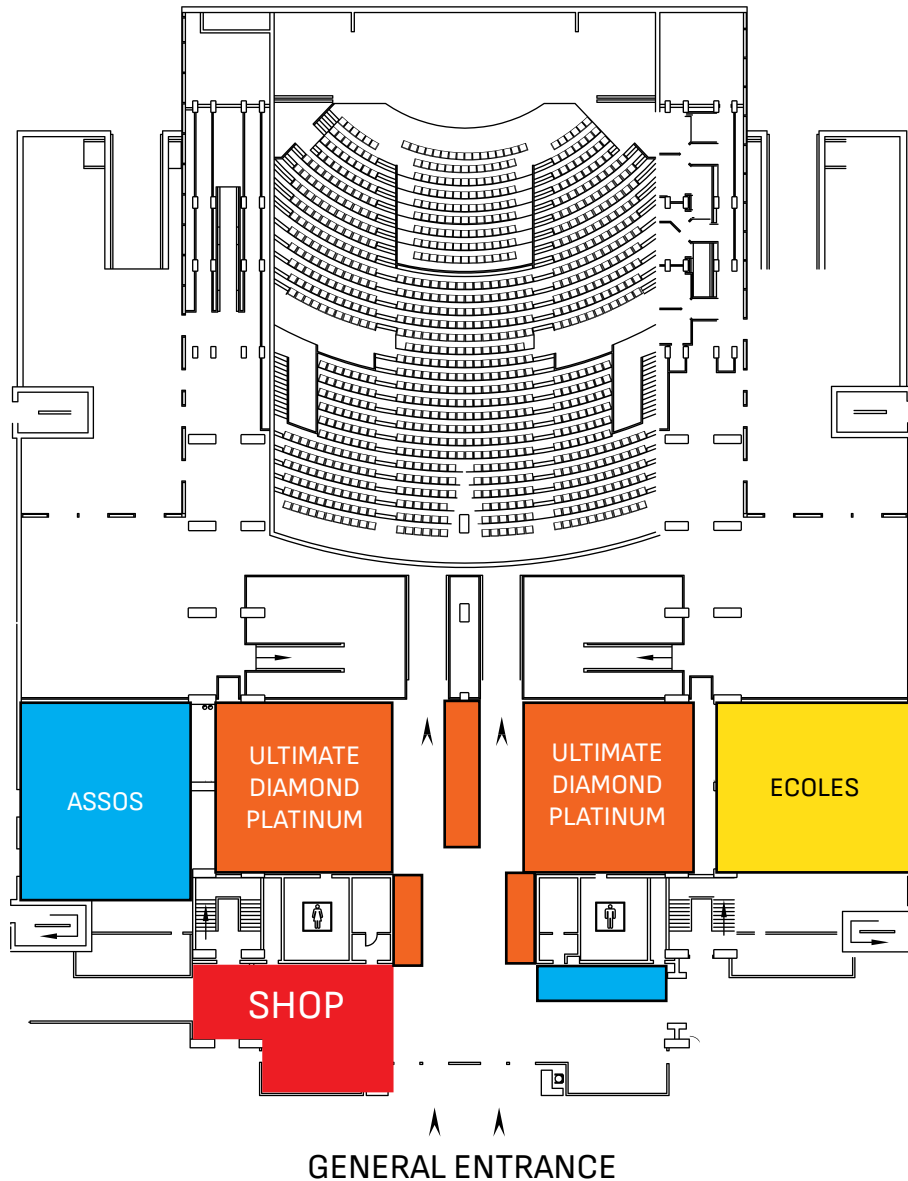 ASSOS
ULTIMATE
DIAMOND
PLATINUM
ULTIMATE
DIAMOND
PLATINUM
ECOLES
SHOP
GENERAL ENTRANCE